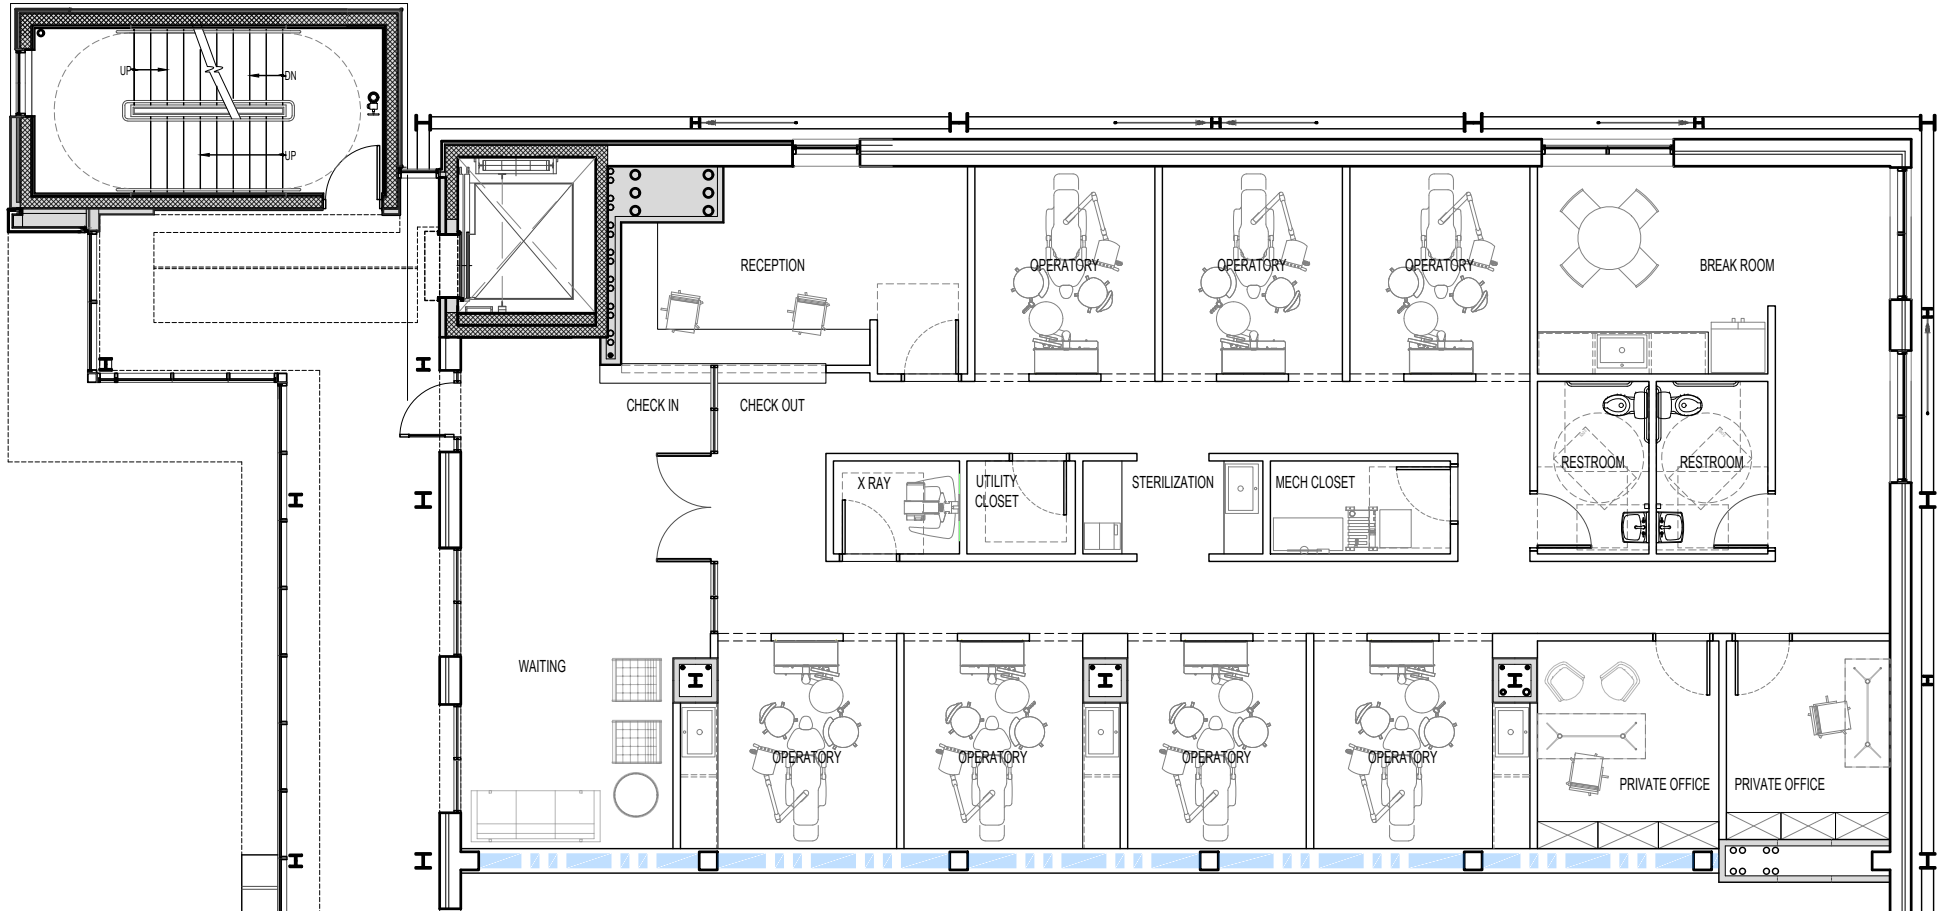 UP
DN
UP
RECEPTION
OPERATORY
OPERATORY
OPERATORY
BREAK ROOM
CHECK IN
CHECK OUT
X RAY
UTILITY
CLOSET
STERILIZATION
MECH CLOSET
RESTROOM
RESTROOM
WAITING
OPERATORY
OPERATORY
OPERATORY
OPERATORY
PRIVATE OFFICE
PRIVATE OFFICE